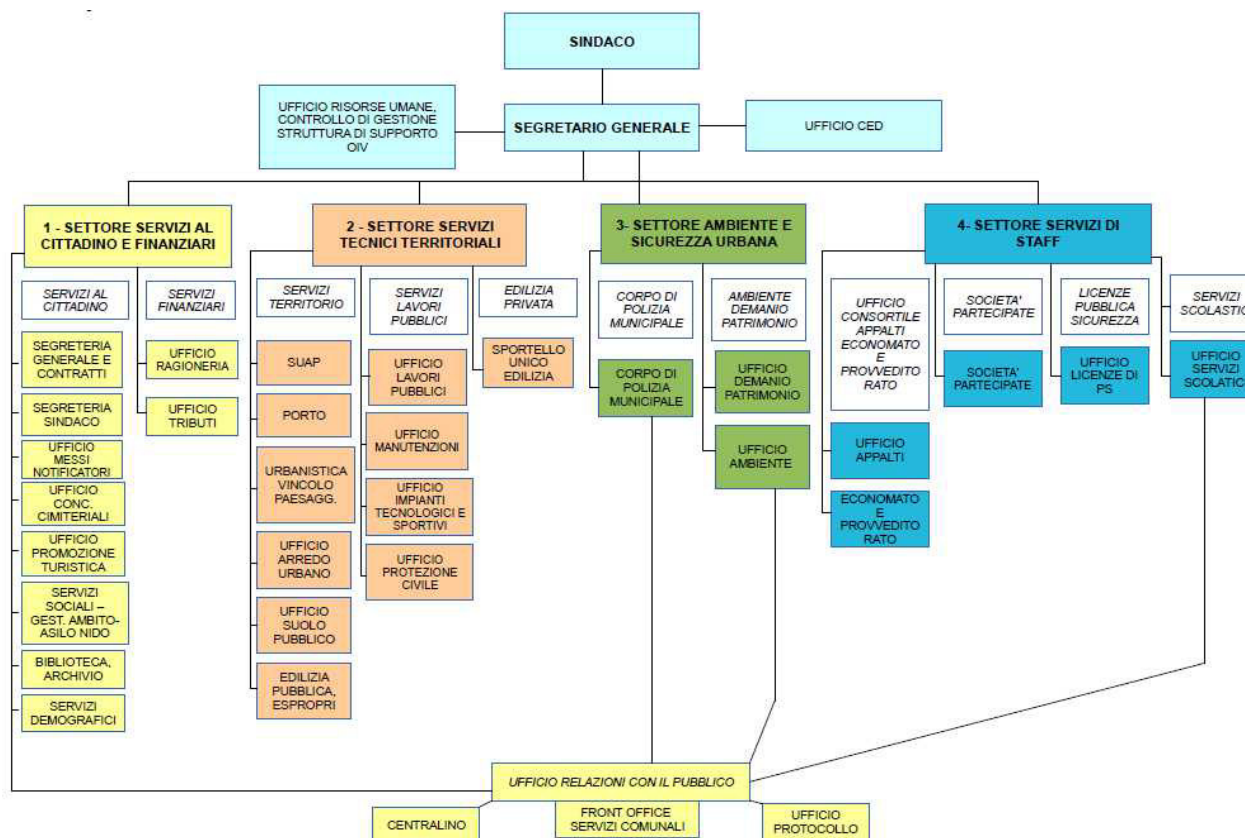 SINDACO
UFFICIO RISORSE UMANE,
CONTROLLO DI GESTIONE
STRUTTURA DI SUPPORTO
OIV
SEGRETARIO GENERALE
UFFICIO CED
1 - SETTORE SERVIZI AL
CITTADINO E FINANZIARI
2 - SETTORE SERVIZI
TECNICI TERRITORIALI
3- SETTORE AMBIENTE E
SICUREZZA URBANA
4- SETTORE SERVIZI DI
STAFF
SERVIZI AL
CITTADINO
SERVIZI
FINANZIARI
SERVIZI
TERRITORIO
SERVIZI
LAVORI
PUBBLICI
EDILIZIA
PRIVATA
CORPO DI
POLIZIA
MUNICIPALE
AMBIENTE
DEMANIO
PATRIMONIO
UFFICIO
CONSORTILE
APPALTI
ECONOMATO
E
PROVVEDITO
RATO
SOCIETA'
PARTECIPATE
LICENZE
PUBBLICA
SICUREZZA
SERVIZI
SCOLASTICI
SEGRETERIA
GENERALE E
CONTRATTI
SEGRETERIA
SINDACO
UFFICIO
MESSI
NOTIFICATORI
UFFICIO
CONC.
CIMITERIALI
UFFICIO
PROMOZIONE
TURISTICA
SERVIZI
SOCIALI –
GEST. AMBITO-
ASILO NIDO
BIBLIOTECA,
ARCHIVIO
SERVIZI
DEMOGRAFICI
UFFICIO
RAGIONERIA
UFFICIO
TRIBUTI
SUAP
PORTO
URBANISTICA
VINCOLO
PAESAGG.
UFFICIO
ARREDO
URBANO
UFFICIO
SUOLO
PUBBLICO
EDILIZIA
PUBBLICA,
ESPROPRI
UFFICIO
LAVORI
PUBBLICI
UFFICIO
MANUTENZIONI
UFFICIO
IMPIANTI
TECNOLOGICI E
SPORTIVI
UFFICIO
PROTEZIONE
CIVILE
SPORTELLO
UNICO
EDILIZIA
CORPO DI
POLIZIA
MUNICIPALE
UFFICIO
DEMANIO
PATRIMONIO
UFFICIO
AMBIENTE
UFFICIO
APPALTI
ECONOMATO
E
PROVVEDITO
RATO
SOCIETA'
PARTECIPATE
UFFICIO
LICENZE DI
PS
UFFICIO
SERVIZI
SCOLATICI
UFFICIO RELAZIONI CON IL PUBBLICO
CENTRALINO
FRONT OFFICE
SERVIZI COMUNALI
UFFICIO
PROTOCOLLO